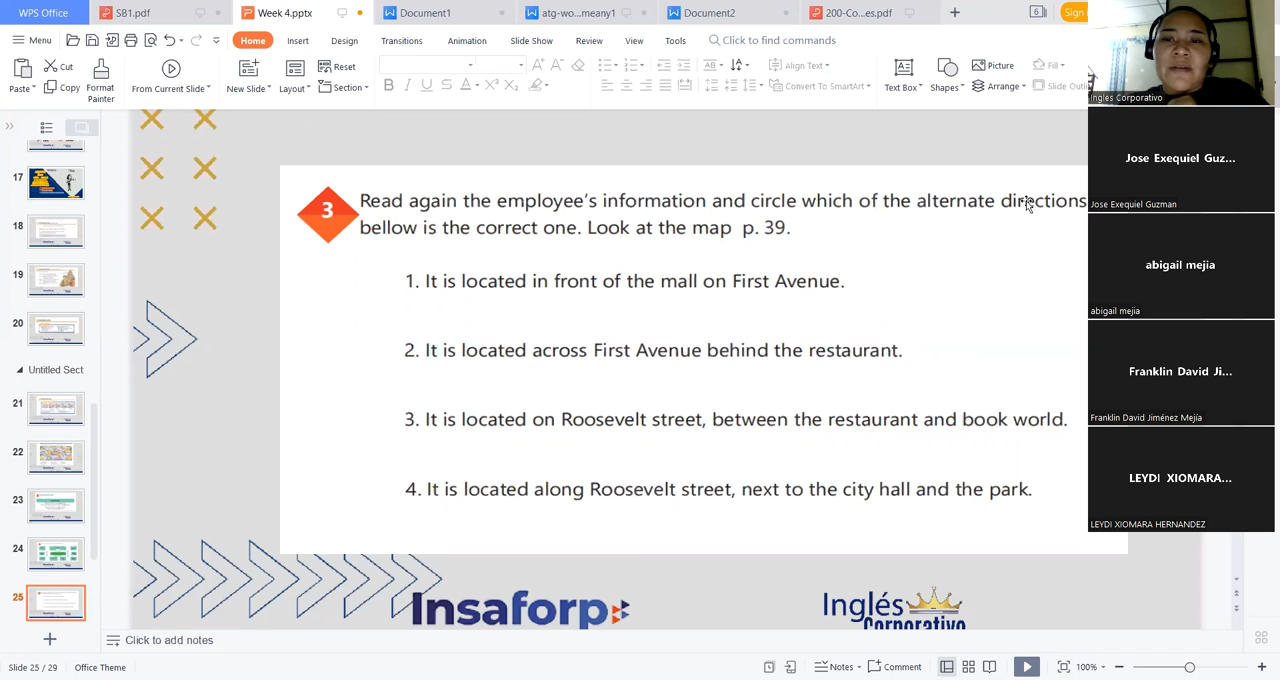 WPS Office SB1.pdf Week 4.pptx Document1 atg-wo...meany1 Document2 200-Co...es.pdf + 6 Sign
Menu Home Insert Design Transitions Animation Slide Show Review View Tools Click to find commands
Paste Cut Copy Format Painter From Current Slide New Slide Layout Reset Section B I U S A X² X₂ A⁺ A⁻ AB Align Text Convert To SmartArt Text Box Shapes Picture Arrange Fill Slide Outli
Ingles Corporativo
Jose Exequiel Guz...
Jose Exequiel Guzman
abigail mejia
abigail mejia
Franklin David Ji...
Franklin David Jiménez Mejía
LEYDI XIOMARA...
LEYDI XIOMARA HERNANDEZ
17
18
19
20
Untitled Sect
21
22
23
24
25
3
Read again the employee's information and circle which of the alternate directions
bellow is the correct one. Look at the map p. 39.
1. It is located in front of the mall on First Avenue.
2. It is located across First Avenue behind the restaurant.
3. It is located on Roosevelt street, between the restaurant and book world.
4. It is located along Roosevelt street, next to the city hall and the park.
Insaforp
Inglés
Corporativo
Click to add notes
Slide 25 / 29 Office Theme Notes Comment 100%